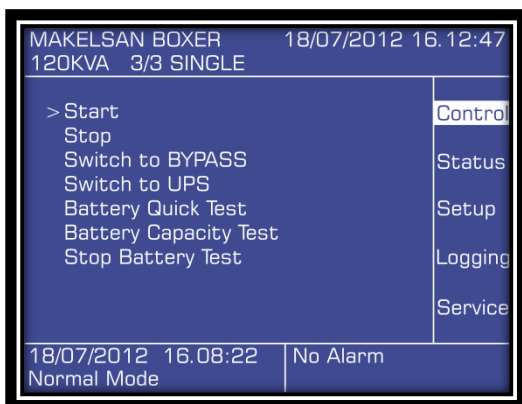 MAKELSAN BOXER 18/07/2012 16.12:47
120KVA 3/3 SINGLE
>Start
Stop
Switch to BYPASS
Switch to UPS
Battery Quick Test
Battery Capacity Test
Stop Battery Test
Control
Status
Setup
Logging
Service
18/07/2012 16.08:22
Normal Mode
No Alarm